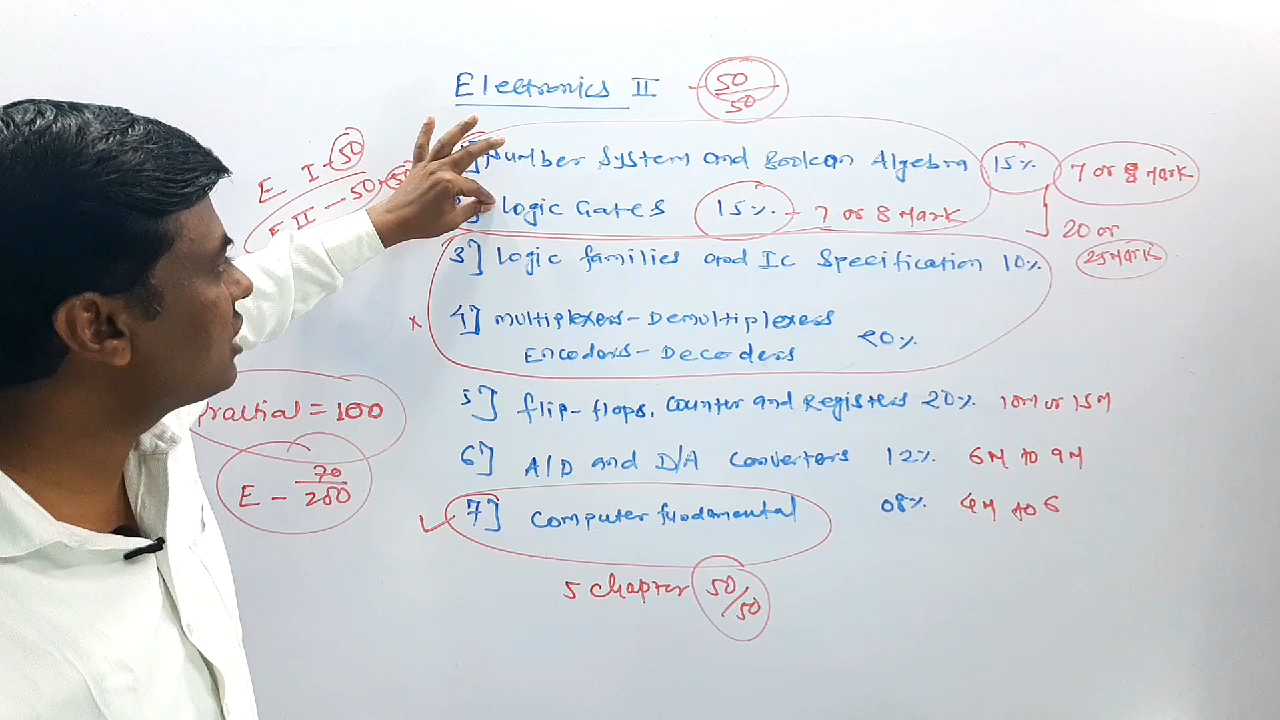 Electronics II - 50/50
E I - 50
E II - 50
Number System and Boolean Algebra 15% 7 or 8 Mark
Logic Gates 15% - 7 or 8 Mark
20 or
25 Mark
3] Logic families and Ic Specification 10%
x 4] Multiplexers - Demultiplexers
Encoders - Decoders 20%
5] flip-flops, Counter and Registers 20% 10M or 15M
practial = 100
6] A/D and D/A Convertors 12% 6M to 9M
E - 70/200
7] Computer fundamental 08% 4M to 6
5 Chapter 50/50